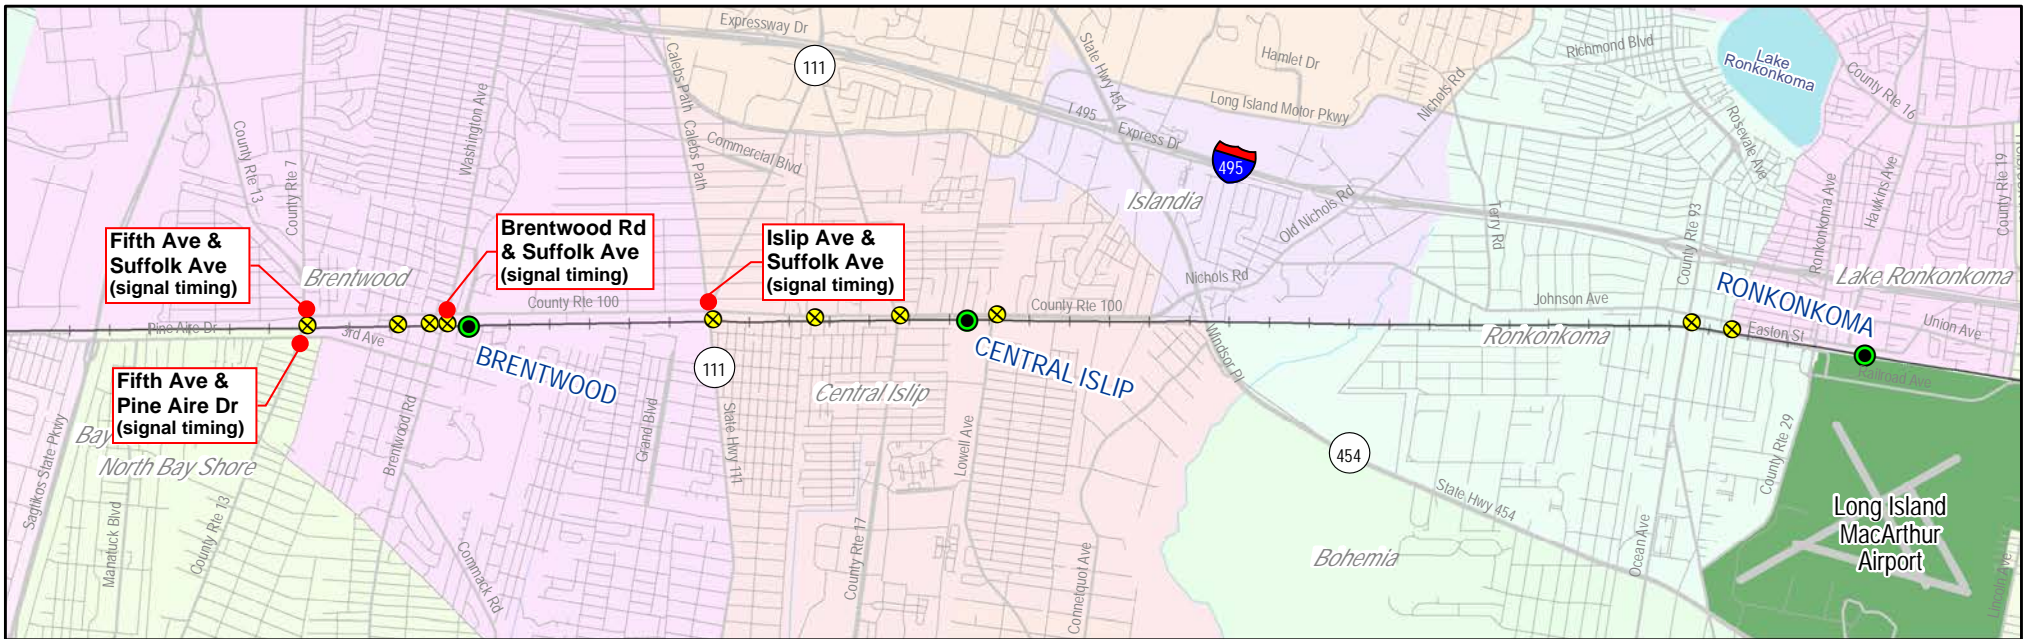 Expressway Dr
111
Hamlet Dr
Richmond Blvd
Lake
Ronkonkoma
County Rte 16
State Hwy 454
Nichols Rd
Long Island Motor Pkwy
I 495
Express Dr
495
Calebs Path
Calebs Path
Commercial Blvd
Washington Ave
County Rte 13
County Rte 7
Rosevale Ave
Hawkins Ave
Ronkonkoma Ave
County Rte 19
Islandia
Old Nichols Rd
Terry Rd
County Rte 93
Fifth Ave &
Suffolk Ave
(signal timing)
Brentwood Rd
& Suffolk Ave
(signal timing)
Islip Ave &
Suffolk Ave
(signal timing)
Brentwood
Nichols Rd
Lake Ronkonkoma
RONKONKOMA
County Rte 100
County Rte 100
Johnson Ave
Pine Aire Dr
3rd Ave
Easton St
Union Ave
Ronkonkoma
Windsor Pl
BRENTWOOD
CENTRAL ISLIP
111
Railroad Ave
Fifth Ave &
Pine Aire Dr
(signal timing)
Central Islip
Bay
North Bay Shore
Sagtikos State Pkwy
Brentwood Rd
Grand Blvd
State Hwy 111
Lowell Ave
454
State Hwy 454
County Rte 29
Manatuck Blvd
County Rte 13
Commack Rd
County Rte 17
Connetquot Ave
Bohemia
Ocean Ave
Long Island
MacArthur
Airport
Lincoln Ave